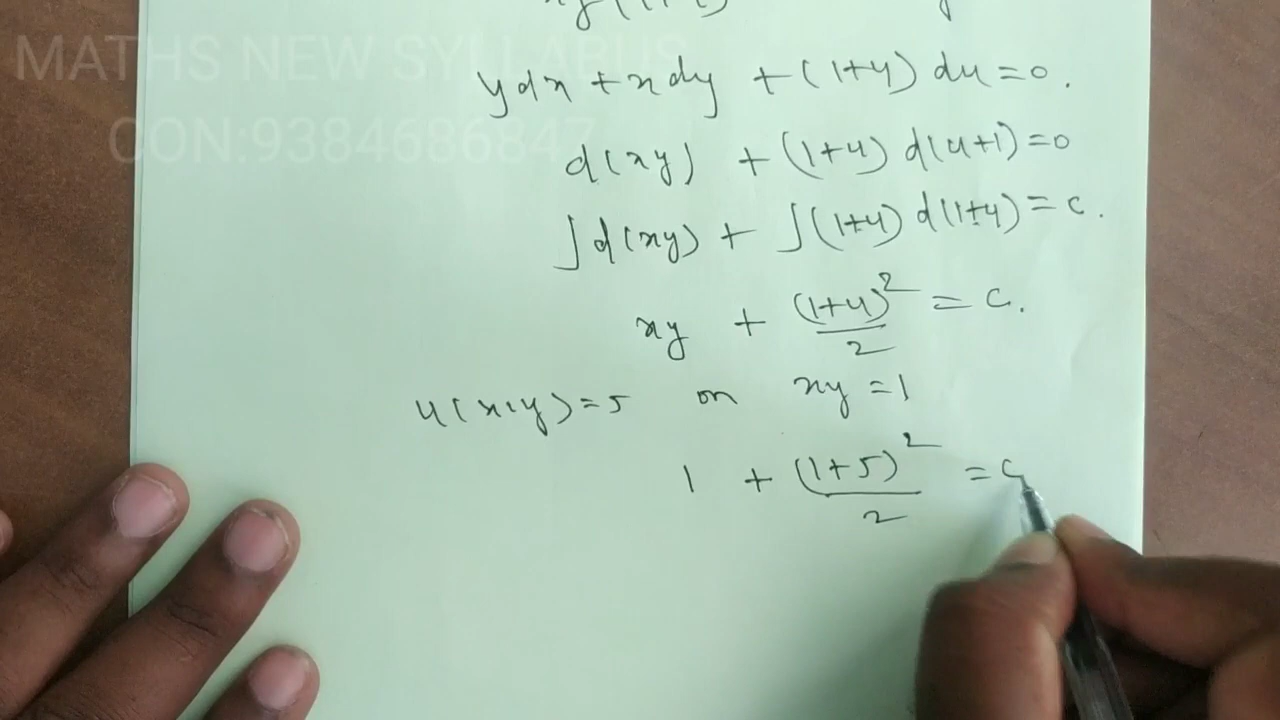 MATHS NEW SYLLABUS
CON:9384686847
ydx + xdy + (1+u) du = 0.
d(xy) + (1+u) d(u+1) = 0
∫d(xy) + ∫(1+u) d(1+u) = c.
xy + (1+u)²/2 = c.
u(x,y) = 5 on xy = 1
1 + (1+5)²/2 = c